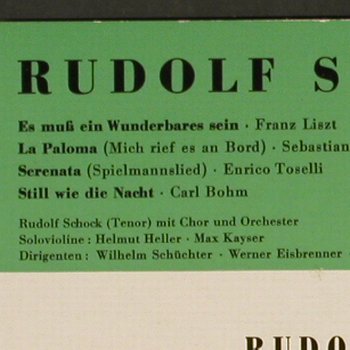 RUDOLF S
Es muß ein Wunderbares sein · Franz Liszt
La Paloma (Mich rief es an Bord) · Sebastian
Serenata (Spielmannslied) · Enrico Toselli
Still wie die Nacht · Carl Bohm
Rudolf Schock (Tenor) mit Chor und Orchester
Solovioline: Helmut Heller · Max Kayser
Dirigenten: Wilhelm Schüchter · Werner Eisbrenner
RUDO